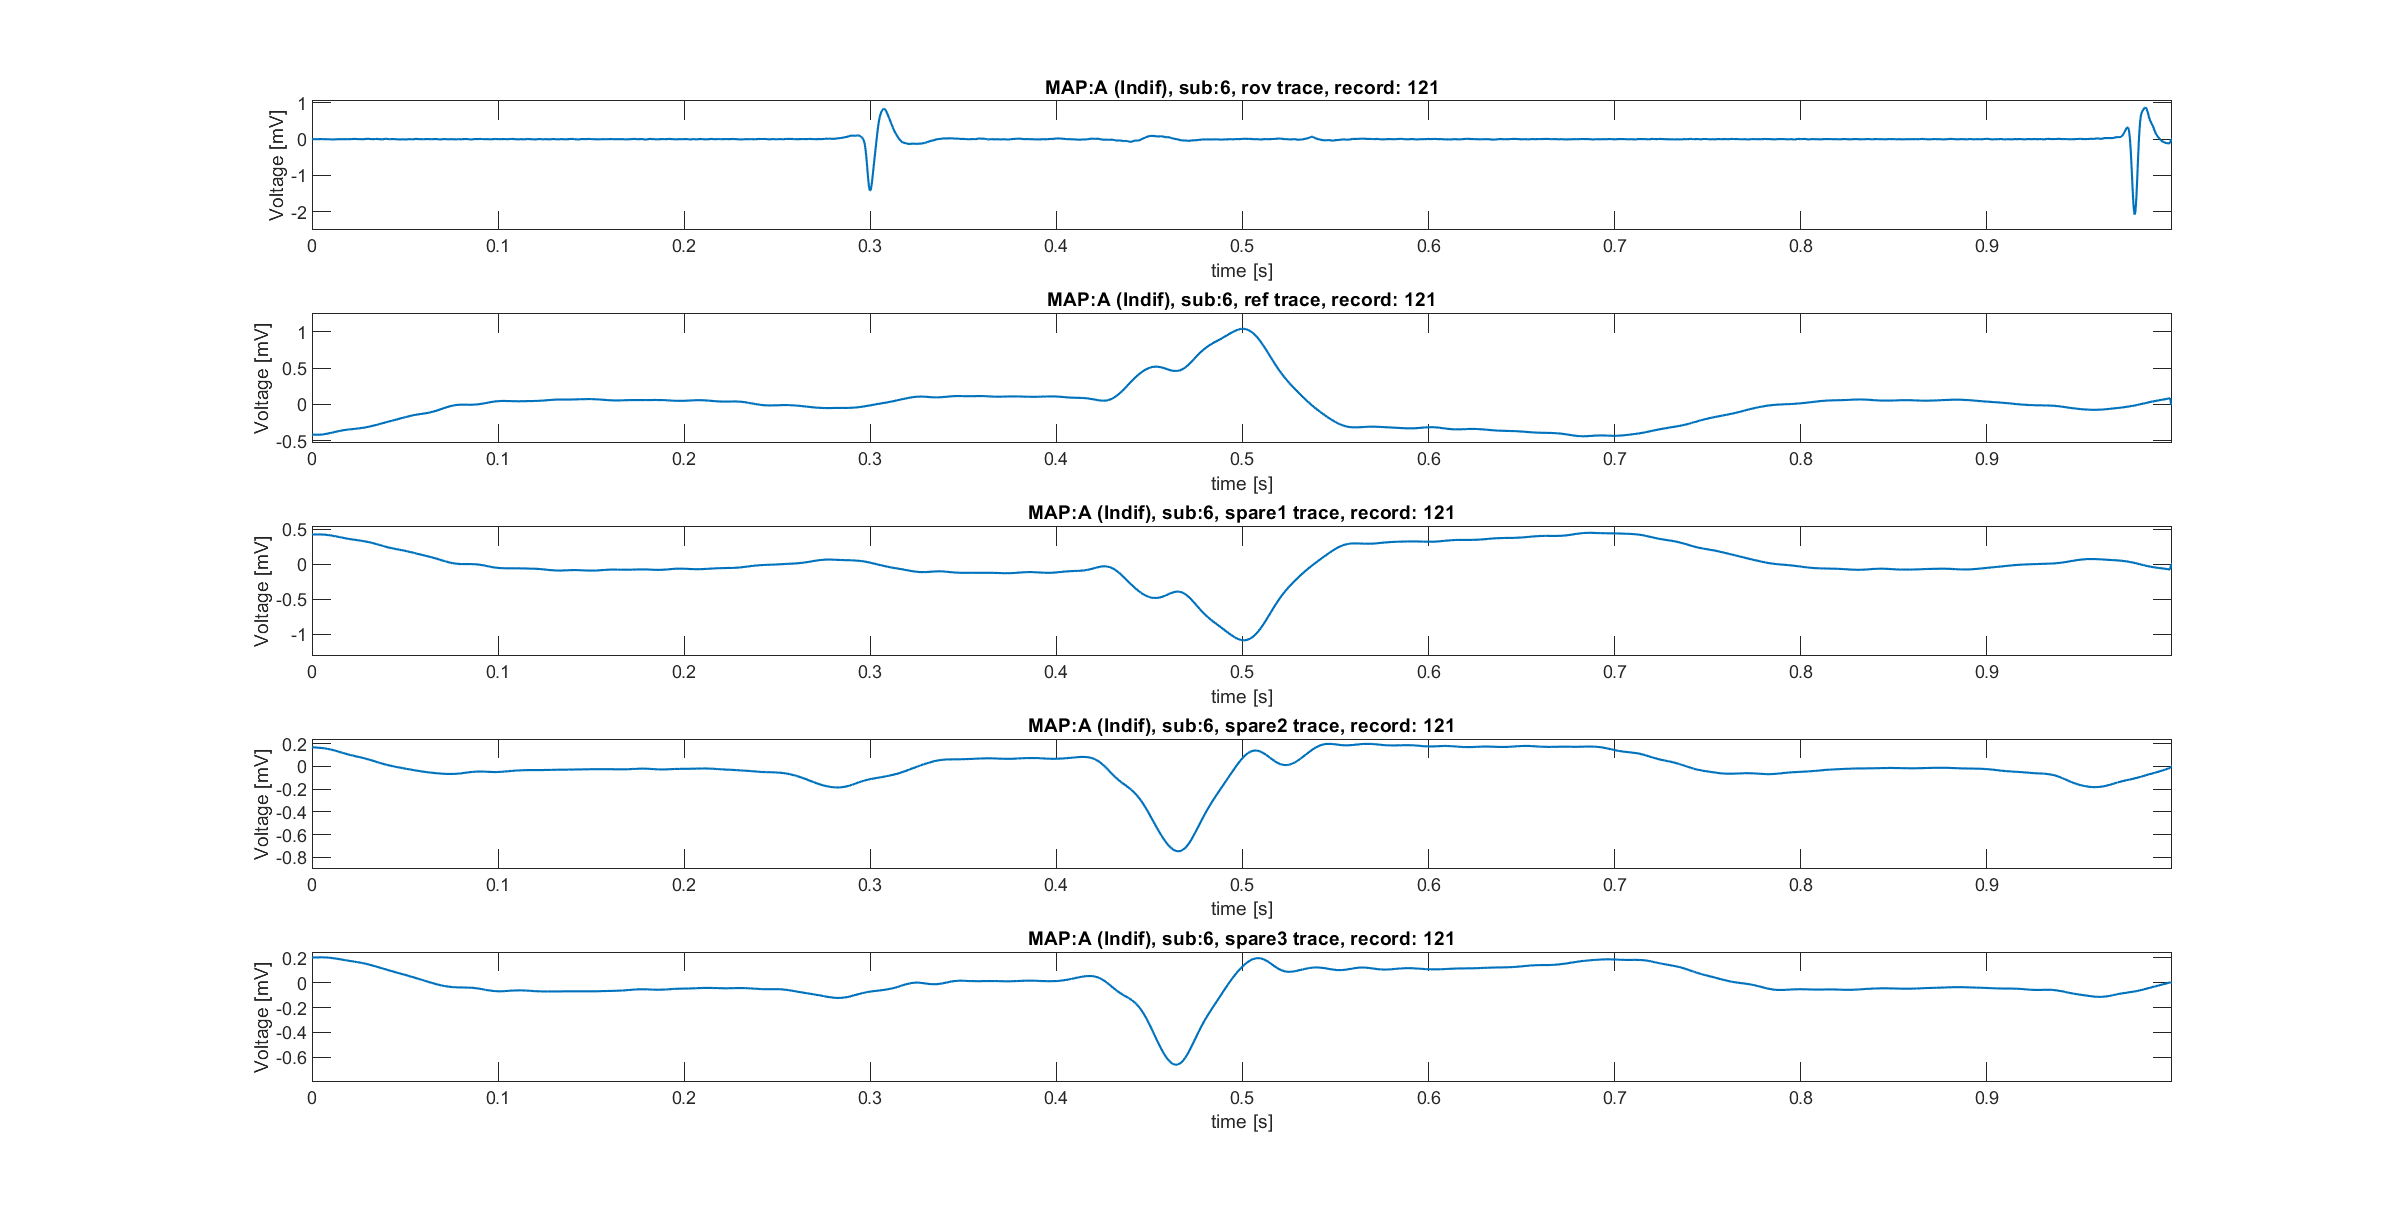 MAP:A (Indif), sub:6, rov trace, record: 121
Voltage [mV]
1
0
-1
-2
0 0.1 0.2 0.3 0.4 0.5 0.6 0.7 0.8 0.9
time [s]
MAP:A (Indif), sub:6, ref trace, record: 121
Voltage [mV]
1
0.5
0
-0.5
0 0.1 0.2 0.3 0.4 0.5 0.6 0.7 0.8 0.9
time [s]
MAP:A (Indif), sub:6, spare1 trace, record: 121
Voltage [mV]
0.5
0
-0.5
-1
0 0.1 0.2 0.3 0.4 0.5 0.6 0.7 0.8 0.9
time [s]
MAP:A (Indif), sub:6, spare2 trace, record: 121
Voltage [mV]
0.2
0
-0.2
-0.4
-0.6
-0.8
0 0.1 0.2 0.3 0.4 0.5 0.6 0.7 0.8 0.9
time [s]
MAP:A (Indif), sub:6, spare3 trace, record: 121
Voltage [mV]
0.2
0
-0.2
-0.4
-0.6
0 0.1 0.2 0.3 0.4 0.5 0.6 0.7 0.8 0.9
time [s]